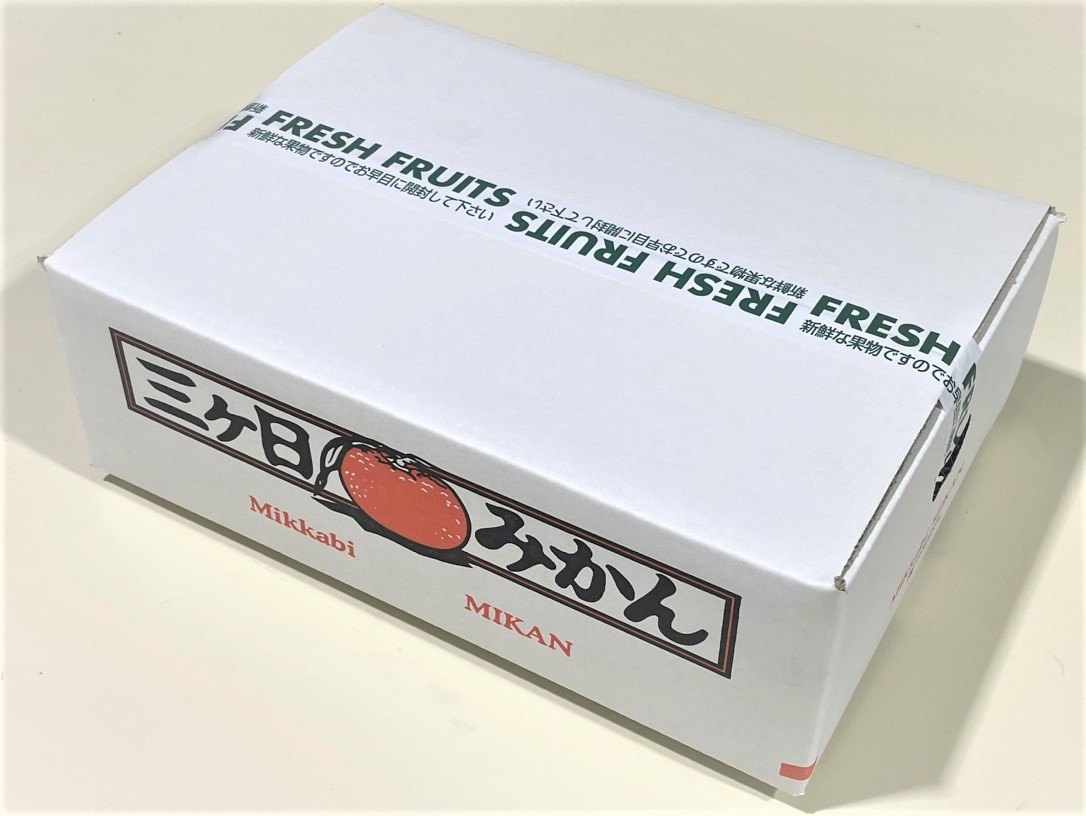 FRESH FRUITS
新鮮な果物ですのでお早目に開封して下さい
新鮮な果物ですのでお早目に開封して下さい
FRESH FRUITS
FRESH
新鮮な果物ですのでお早
三ヶ日みかん
Mikkabi
MIKAN